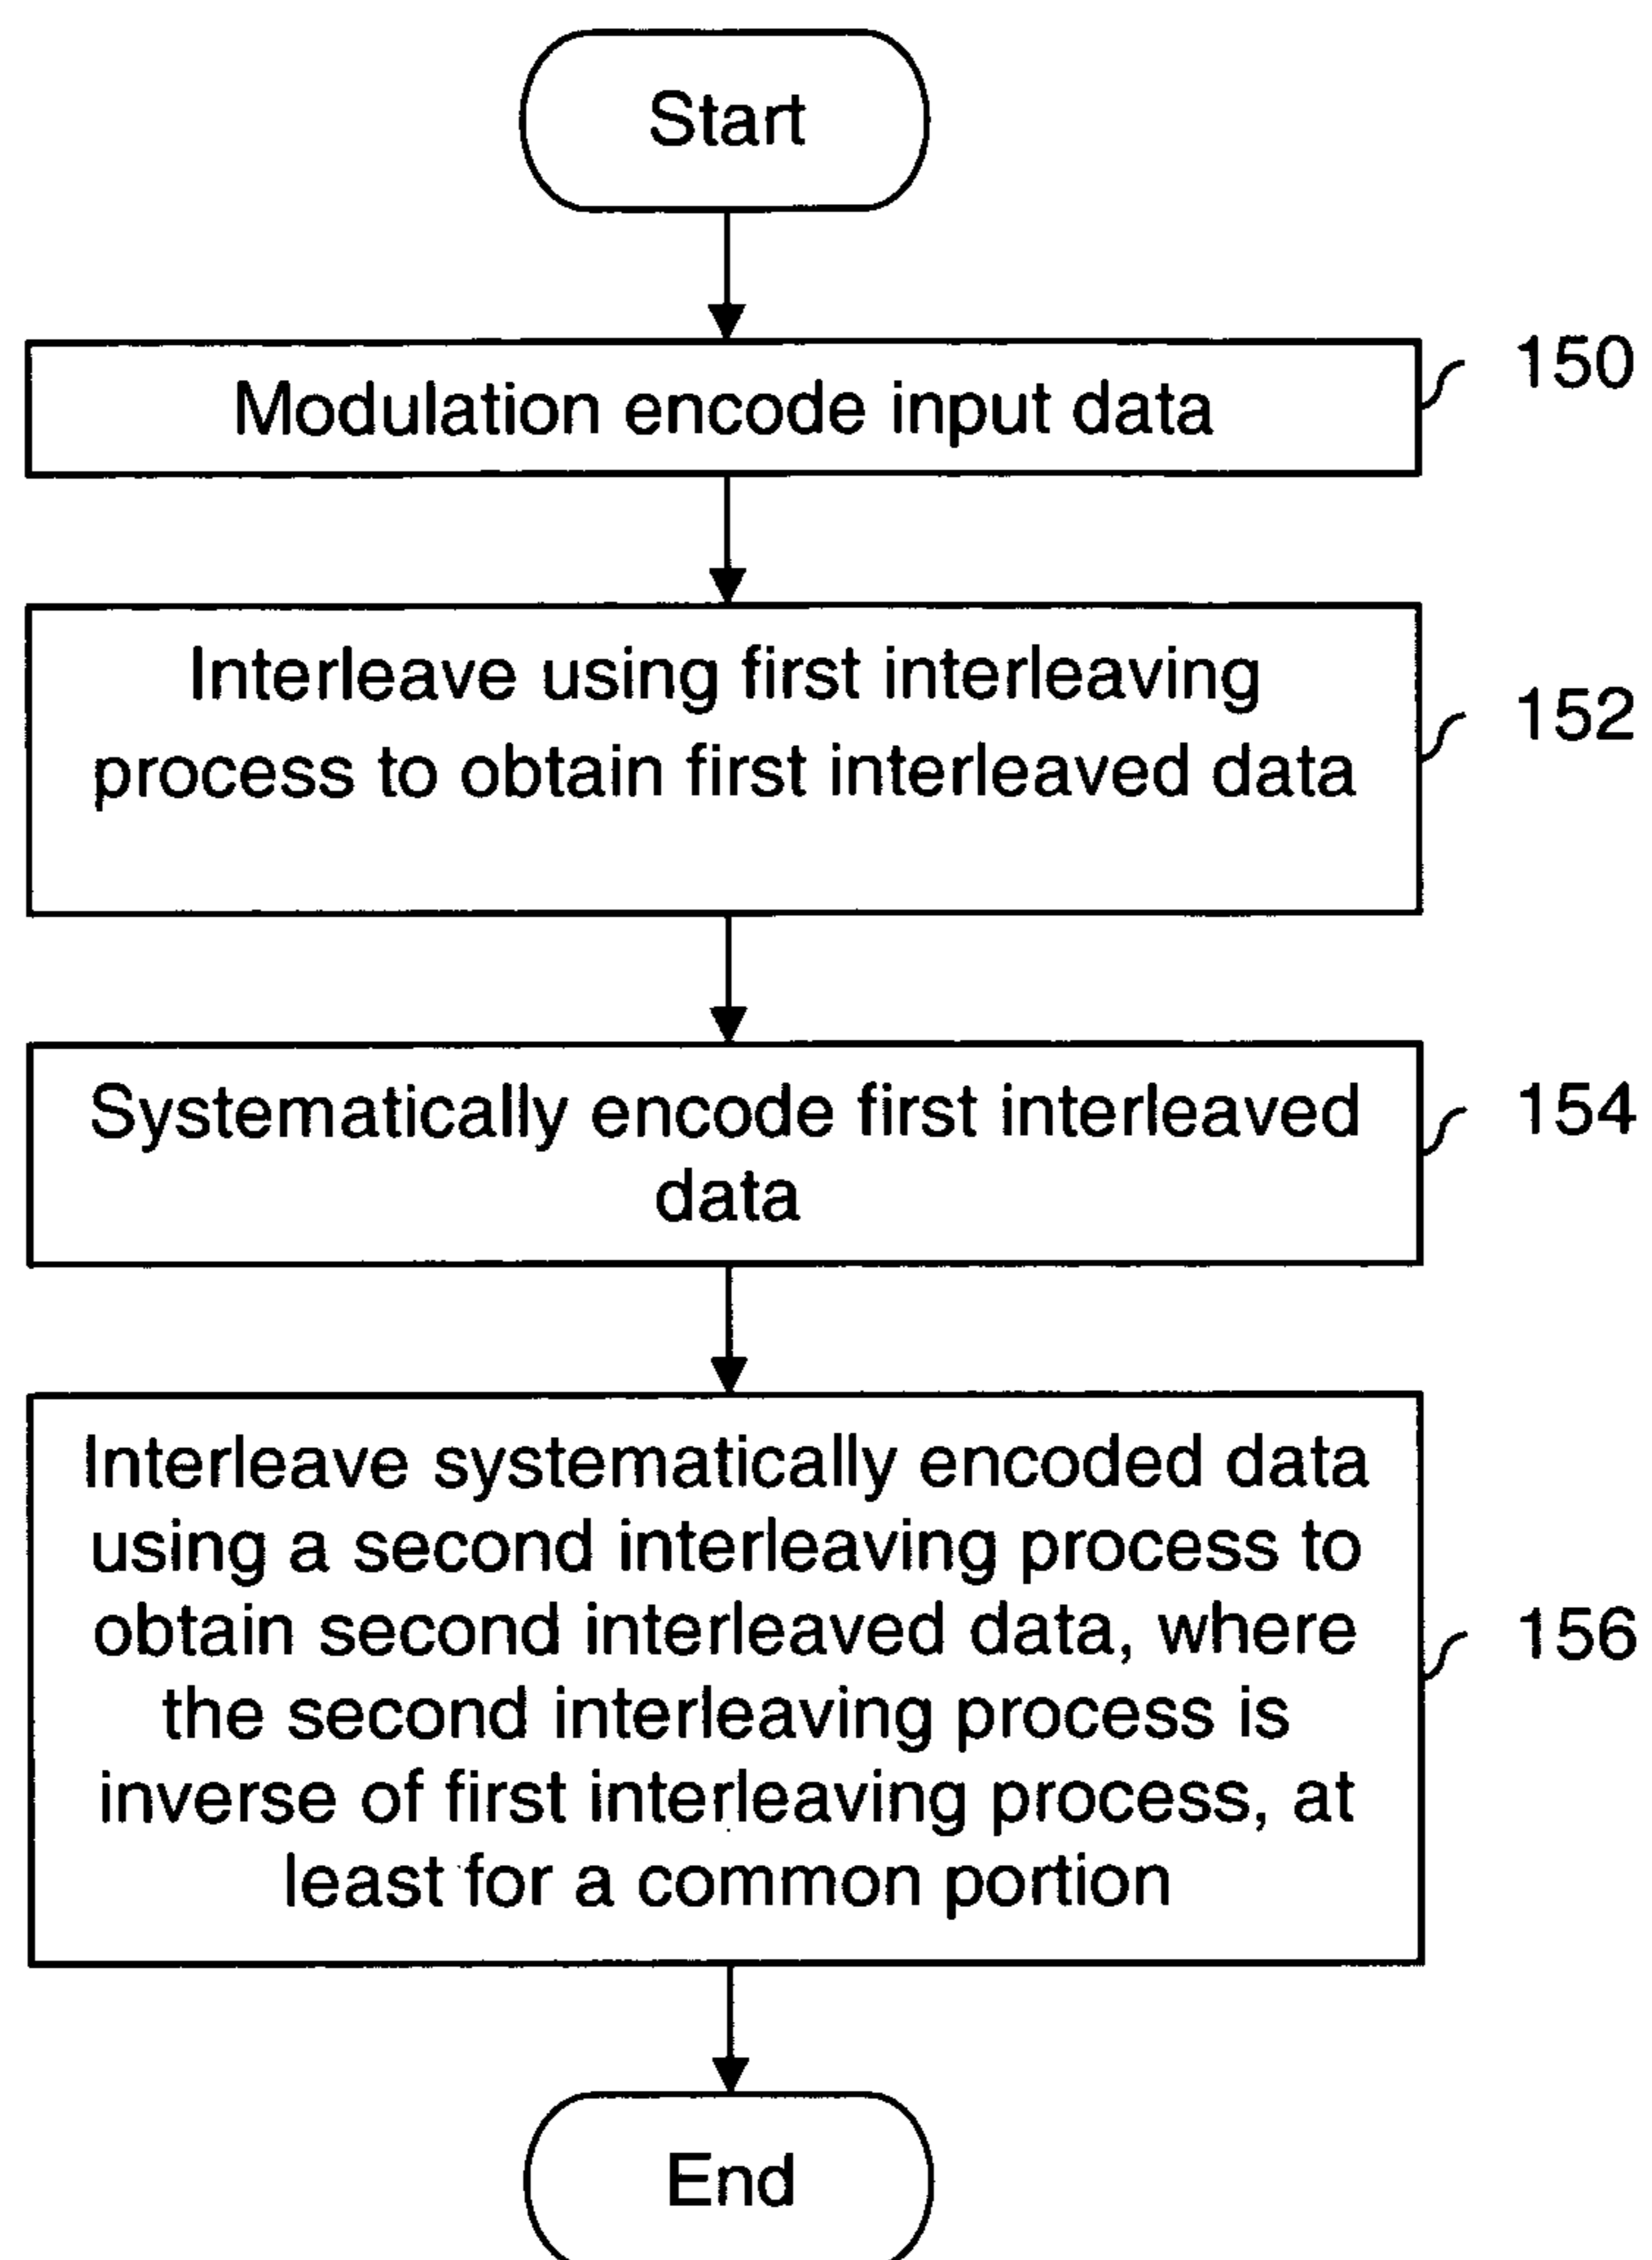 Start
Modulation encode input data
150
Interleave using first interleaving
process to obtain first interleaved data
152
Systematically encode first interleaved
data
154
Interleave systematically encoded data
using a second interleaving process to
obtain second interleaved data, where
the second interleaving process is
inverse of first interleaving process, at
least for a common portion
156
End